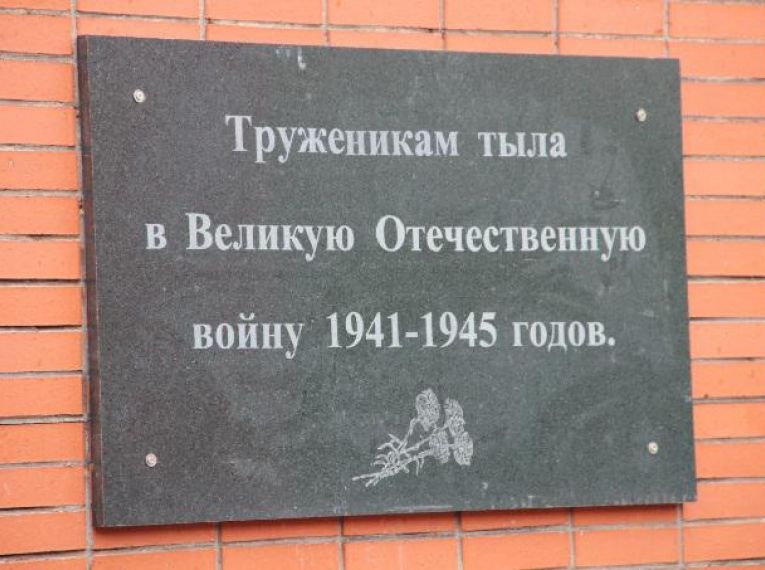 Труженикам тыла
в Великую Отечественную
войну 1941-1945 годов.